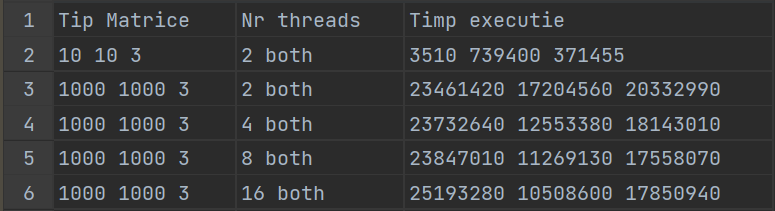 1 Tip Matrice Nr threads Timp executie
2 10 10 3 2 both 3510 739400 371455
3 1000 1000 3 2 both 23461420 17204560 20332990
4 1000 1000 3 4 both 23732640 12553380 18143010
5 1000 1000 3 8 both 23847010 11269130 17558070
6 1000 1000 3 16 both 25193280 10508600 17850940